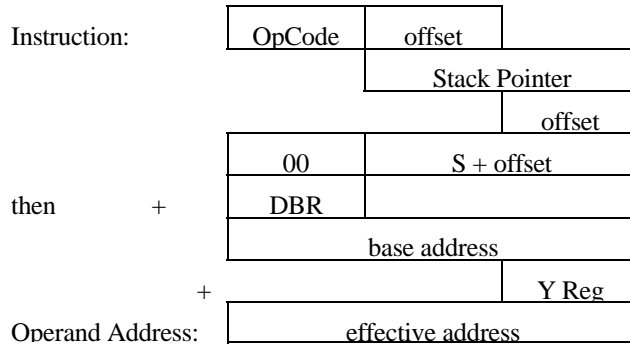 Instruction: OpCode offset
Stack Pointer
offset
00 S + offset
then + DBR
base address
+ Y Reg
Operand Address: effective address